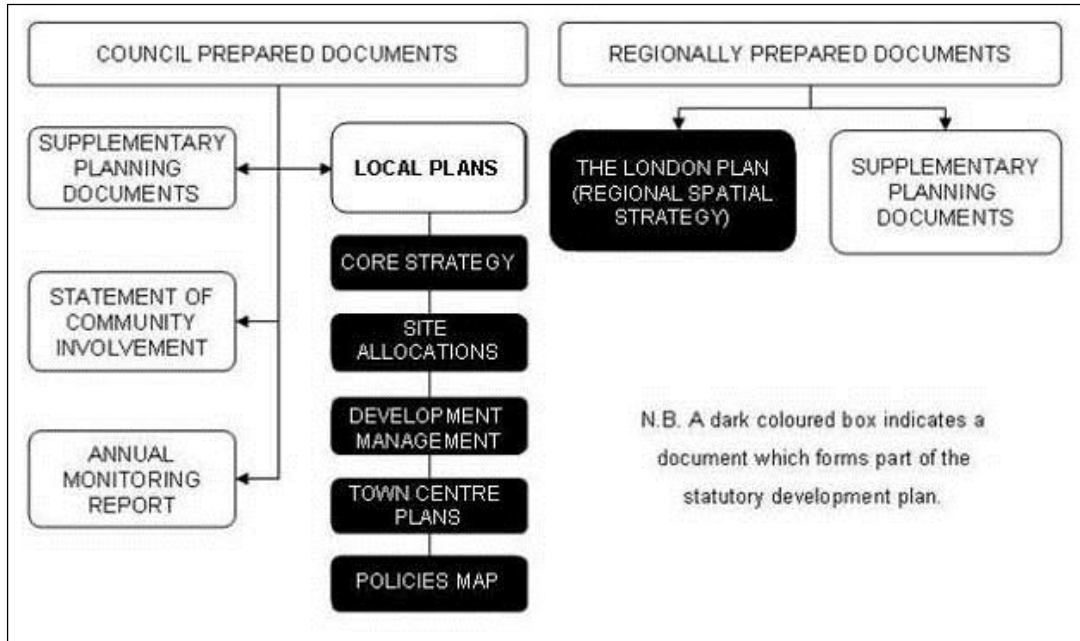 COUNCIL PREPARED DOCUMENTS
SUPPLEMENTARY
PLANNING
DOCUMENTS
STATEMENT OF
COMMUNITY
INVOLVEMENT
ANNUAL
MONITORING
REPORT
LOCAL PLANS
CORE STRATEGY
SITE
ALLOCATIONS
DEVELOPMENT
MANAGEMENT
TOWN CENTRE
PLANS
POLICIES MAP
REGIONALLY PREPARED DOCUMENTS
THE LONDON PLAN
(REGIONAL SPATIAL
STRATEGY)
SUPPLEMENTARY
PLANNING
DOCUMENTS
N.B. A dark coloured box indicates a
document which forms part of the
statutory development plan.